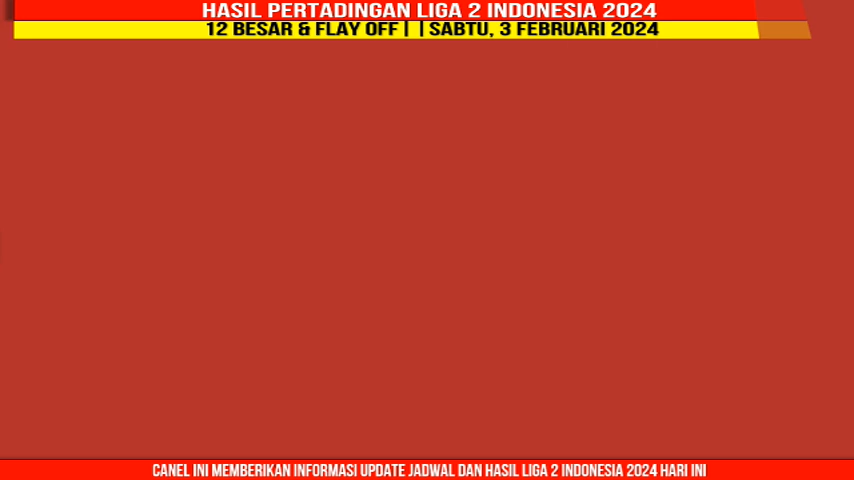 HASIL PERTADINGAN LIGA 2 INDONESIA 2024
12 BESAR & FLAY OFF | | SABTU, 3 FEBRUARI 2024
CANEL INI MEMBERIKAN INFORMASI UPDATE JADWAL DAN HASIL LIGA 2 INDONESIA 2024 HARI INI